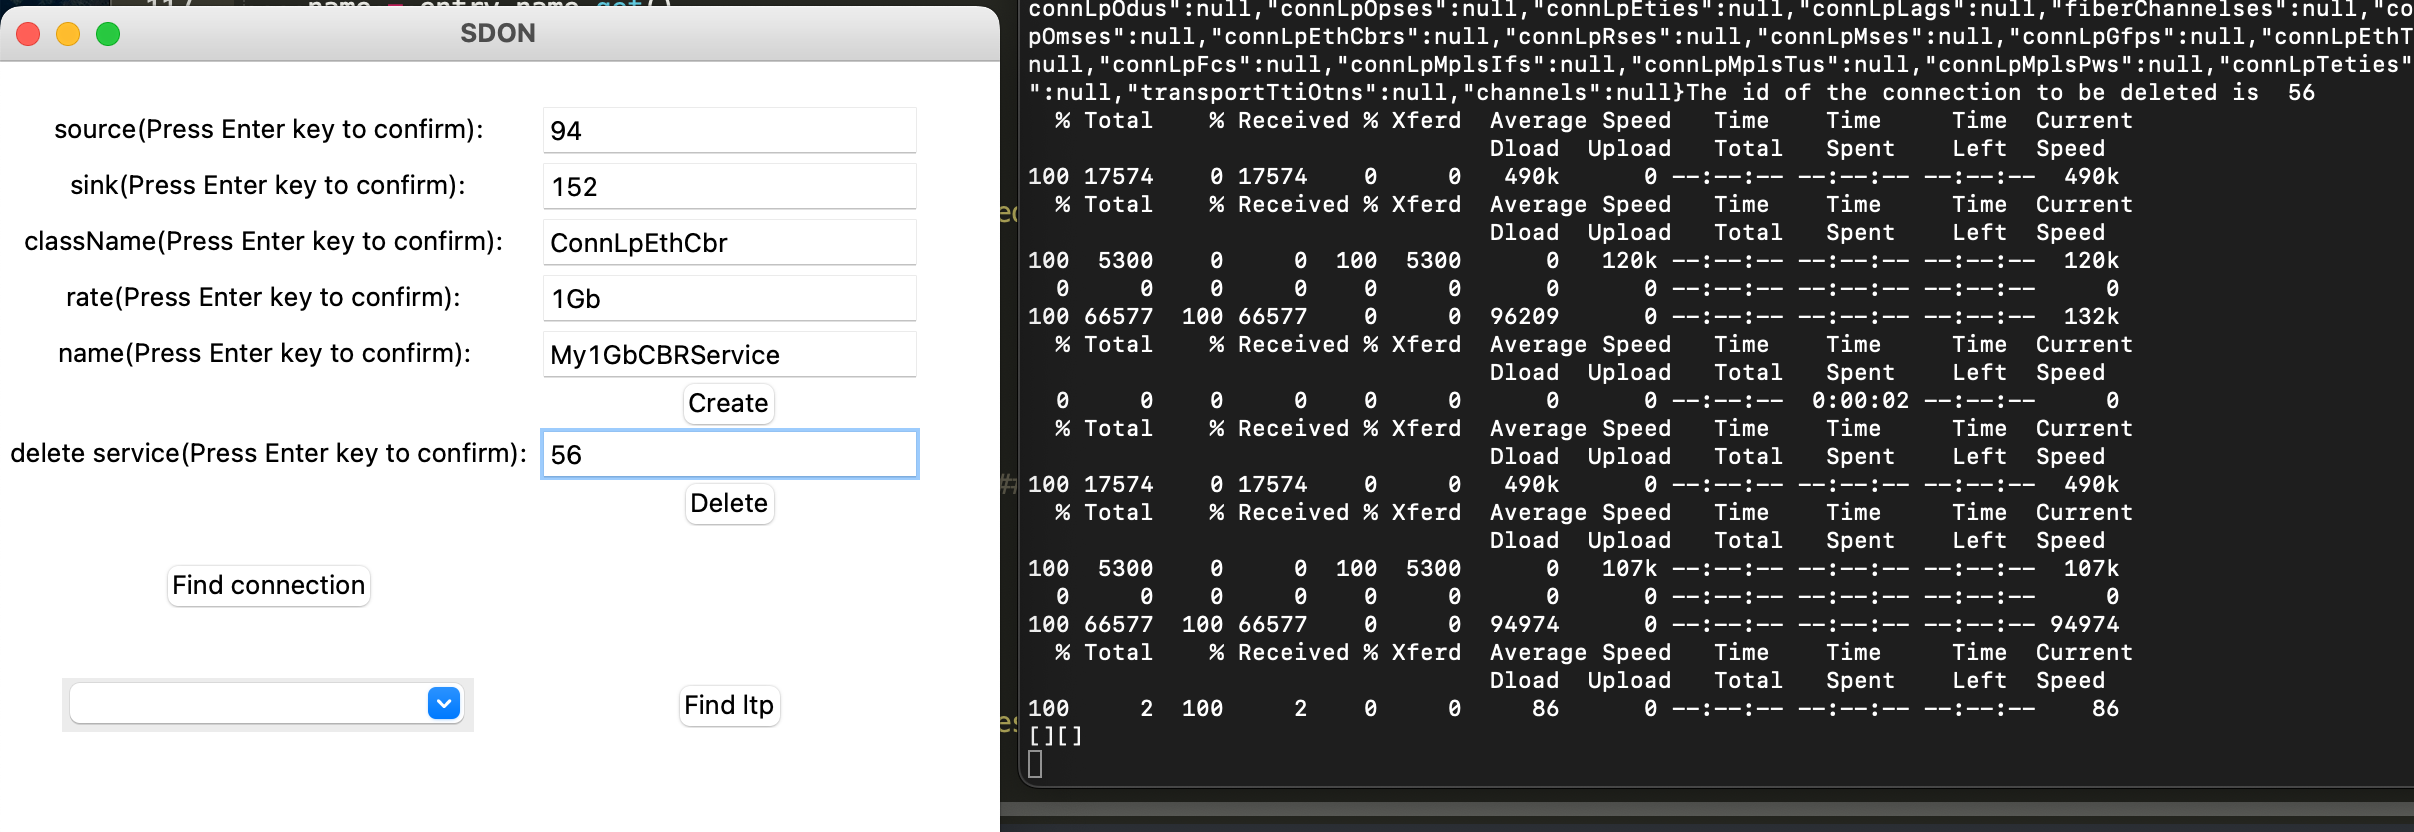 117 name = entry_name.get()
SDON
source(Press Enter key to confirm): 94
sink(Press Enter key to confirm): 152
className(Press Enter key to confirm): ConnLpEthCbr
rate(Press Enter key to confirm): 1Gb
name(Press Enter key to confirm): My1GbCBRService
Create
delete service(Press Enter key to confirm): 56
Delete
Find connection
Find ltp
connLpOdus":null,"connLpOpses":null,"connLpEties":null,"connLpLags":null,"fiberChannelses":null,"co
pOmses":null,"connLpEthCbrs":null,"connLpRses":null,"connLpMses":null,"connLpGfps":null,"connLpEthT
null,"connLpFcs":null,"connLpMplsIfs":null,"connLpMplsTus":null,"connLpMplsPws":null,"connLpTeties"
":null,"transportTtiOtns":null,"channels":null}The id of the connection to be deleted is  56
  % Total    % Received % Xferd  Average Speed   Time    Time     Time  Current
                                 Dload  Upload   Total   Spent    Left  Speed
100 17574    0 17574    0     0   490k      0 --:--:-- --:--:-- --:--:--  490k
  % Total    % Received % Xferd  Average Speed   Time    Time     Time  Current
                                 Dload  Upload   Total   Spent    Left  Speed
100  5300    0     0  100  5300      0   120k --:--:-- --:--:-- --:--:--  120k
  0     0    0     0    0     0      0      0 --:--:-- --:--:-- --:--:--     0
100 66577  100 66577    0     0  96209      0 --:--:-- --:--:-- --:--:--  132k
  % Total    % Received % Xferd  Average Speed   Time    Time     Time  Current
                                 Dload  Upload   Total   Spent    Left  Speed
  0     0    0     0    0     0      0      0 --:--:--  0:00:02 --:--:--     0
  % Total    % Received % Xferd  Average Speed   Time    Time     Time  Current
                                 Dload  Upload   Total   Spent    Left  Speed
100 17574    0 17574    0     0   490k      0 --:--:-- --:--:-- --:--:--  490k
  % Total    % Received % Xferd  Average Speed   Time    Time     Time  Current
                                 Dload  Upload   Total   Spent    Left  Speed
100  5300    0     0  100  5300      0   107k --:--:-- --:--:-- --:--:--  107k
  0     0    0     0    0     0      0      0 --:--:-- --:--:-- --:--:--     0
100 66577  100 66577    0     0  94974      0 --:--:-- --:--:-- --:--:-- 94974
  % Total    % Received % Xferd  Average Speed   Time    Time     Time  Current
                                 Dload  Upload   Total   Spent    Left  Speed
100     2  100     2    0     0     86      0 --:--:-- --:--:-- --:--:--    86
[][]